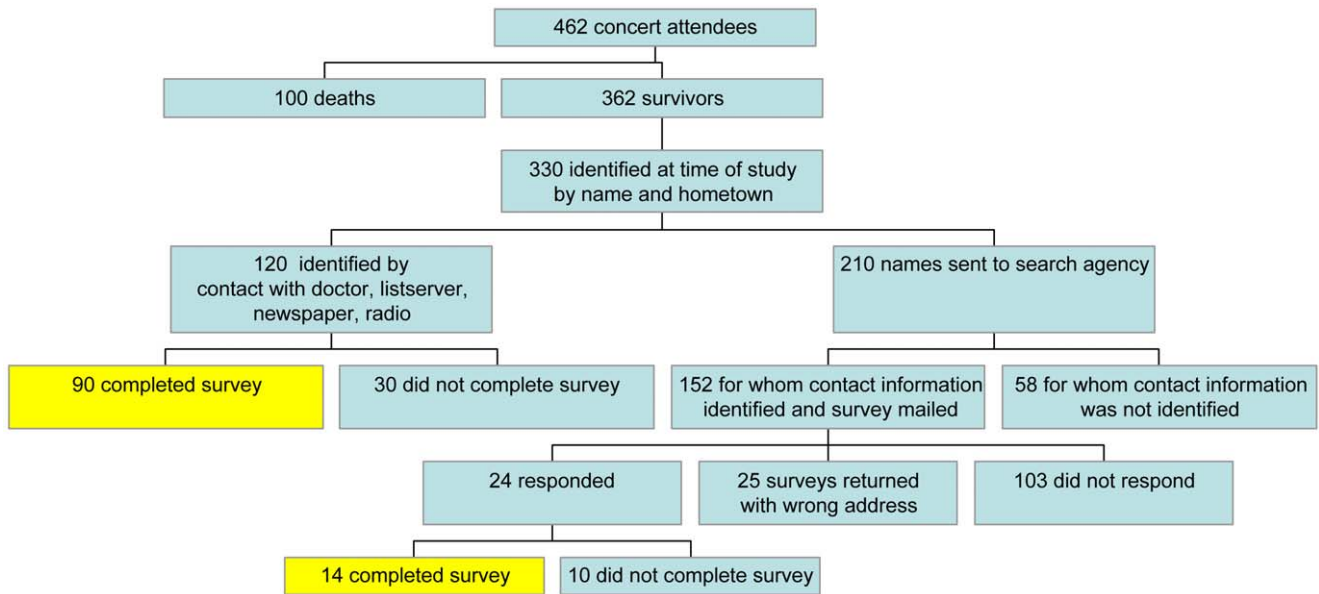 462 concert attendees
100 deaths
362 survivors
330 identified at time of study
by name and hometown
120 identified by
contact with doctor, listserver,
newspaper, radio
210 names sent to search agency
90 completed survey
30 did not complete survey
152 for whom contact information
identified and survey mailed
58 for whom contact information
was not identified
24 responded
25 surveys returned
with wrong address
103 did not respond
14 completed survey
10 did not complete survey